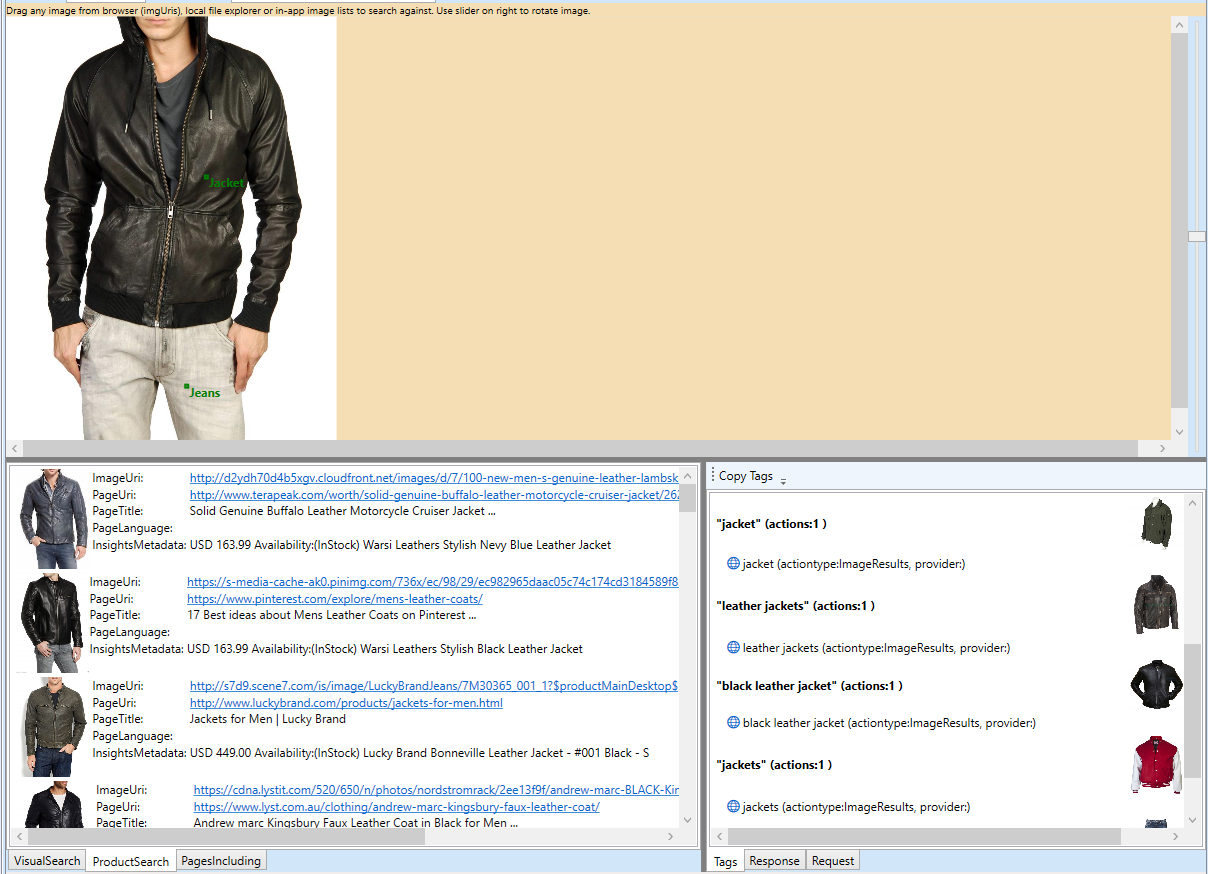 Drag any image from browser (imgUris), local file explorer or in-app image lists to search against. Use slider on right to rotate image.
Jacket
Jeans
ImageUri: http://d2ydh70d4b5xgv.cloudfront.net/images/d/7/100-new-men-s-genuine-leather-lambsk
PageUri: http://www.terapeak.com/worth/solid-genuine-buffalo-leather-motorcycle-cruiser-jacket/262
PageTitle: Solid Genuine Buffalo Leather Motorcycle Cruiser Jacket ...
PageLanguage:
InsightsMetadata: USD 163.99 Availability:(InStock) Warsi Leathers Stylish Nevy Blue Leather Jacket
ImageUri: https://s-media-cache-ak0.pinimg.com/736x/ec/98/29/ec982965daac05c74c174cd3184589f8
PageUri: https://www.pinterest.com/explore/mens-leather-coats/
PageTitle: 17 Best ideas about Mens Leather Coats on Pinterest ...
PageLanguage:
InsightsMetadata: USD 163.99 Availability:(InStock) Warsi Leathers Stylish Black Leather Jacket
ImageUri: http://s7d9.scene7.com/is/image/LuckyBrandJeans/7M30365_001_1?$productMainDesktop$
PageUri: http://www.luckybrand.com/products/jackets-for-men.html
PageTitle: Jackets for Men | Lucky Brand
PageLanguage:
InsightsMetadata: USD 449.00 Availability:(InStock) Lucky Brand Bonneville Leather Jacket - #001 Black - S
ImageUri: https://cdna.lystit.com/520/650/n/photos/nordstromrack/2ee13f9f/andrew-marc-BLACK-Kin
PageUri: https://www.lyst.com.au/clothing/andrew-marc-kingsbury-faux-leather-coat/
PageTitle: Andrew marc Kingsbury Faux Leather Coat in Black for Men ...
VisualSearch ProductSearch PagesIncluding
Copy Tags
"jacket" (actions:1 )
jacket (actiontype:ImageResults, provider:)
"leather jackets" (actions:1 )
leather jackets (actiontype:ImageResults, provider:)
"black leather jacket" (actions:1 )
black leather jacket (actiontype:ImageResults, provider:)
"jackets" (actions:1 )
jackets (actiontype:ImageResults, provider:)
Tags Response Request